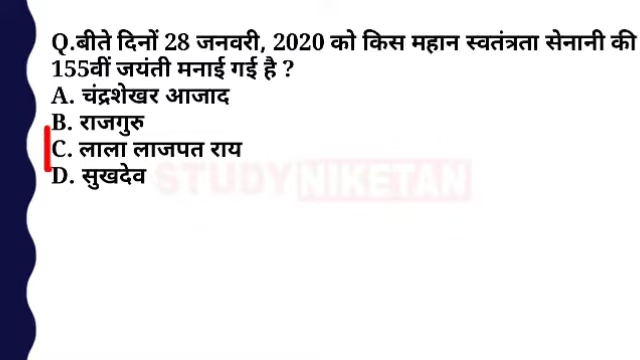 Q.बीते दिनों 28 जनवरी, 2020 को किस महान स्वतंत्रता सेनानी की
155वीं जयंती मनाई गई है ?
A. चंद्रशेखर आजाद
B. राजगुरु
C. लाला लाजपत राय
D. सुखदेव
STUDY NIKETAN